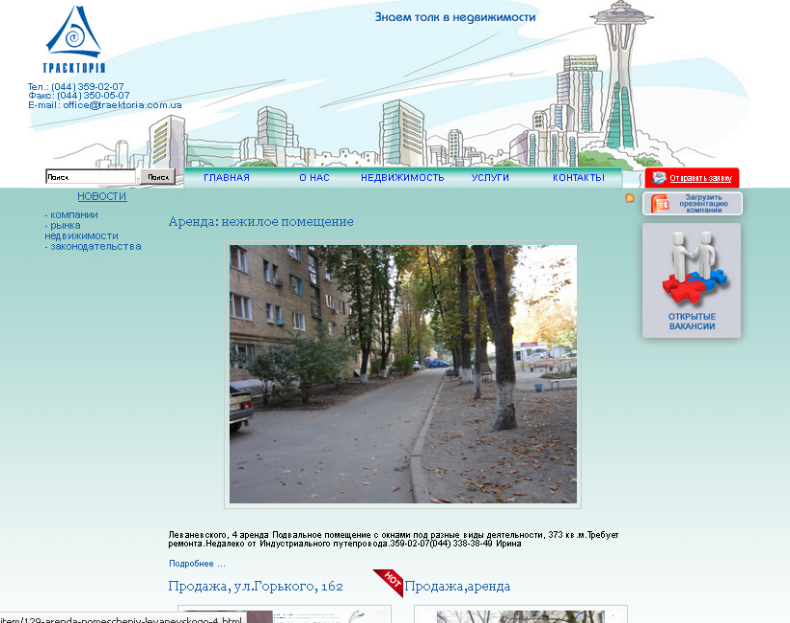 Знаем толк в недвижимости
ТРАЄКТОРІЯ
Тел.: (044) 359-02-07
Факс: (044) 350-05-07
E-mail: office@traektoria.com.ua
Поиск
Поиск
ГЛАВНАЯ
О НАС
НЕДВИЖИМОСТЬ
УСЛУГИ
КОНТАКТЫ
Отправить заявку
НОВОСТИ
- компании
- рынка
недвижимости
- законодательства
Загрузить
презентацию
компании
ОТКРЫТЫЕ
ВАКАНСИИ
Аренда: нежилое помещение
Леваневского, 4 аренда Подвальное помещение с окнами под разные виды деятельности, 373 кв.м.Требует
ремонта.Недалеко от Индустриального путепровода.359-02-07(044) 338-38-49 Ирина
Подробнее ...
Продажа, ул.Горького, 162
HOT
Продажа,аренда
item/129-arenda-pomescheniy-levanevskogo-4.html